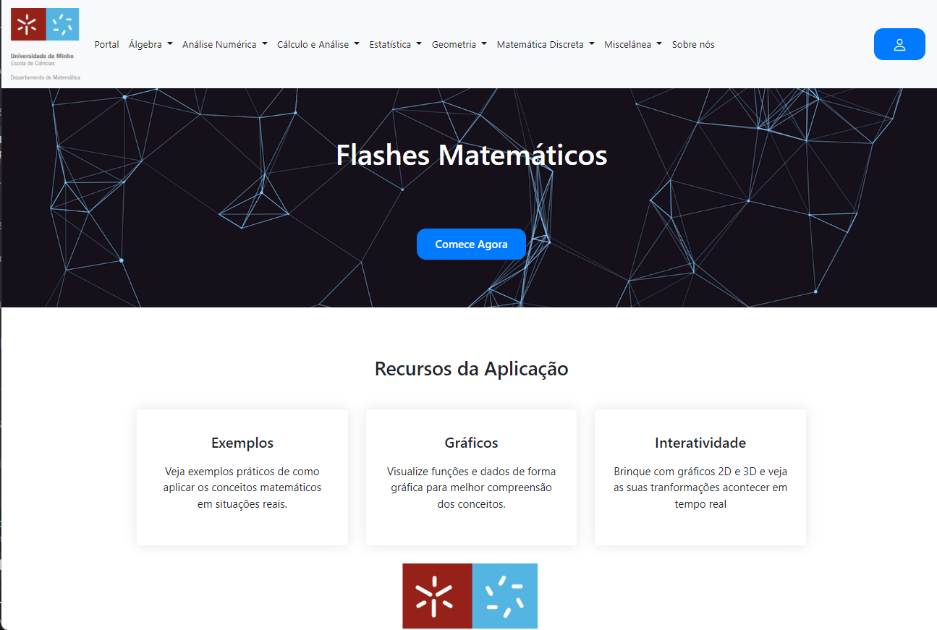 Universidade do Minho
Escola de Ciências
Departamento de Matemática
Portal Álgebra Análise Numérica Cálculo e Análise Estatística Geometria Matemática Discreta Miscelânea Sobre nós
Flashes Matemáticos
Comece Agora
Recursos da Aplicação
Exemplos
Veja exemplos práticos de como
aplicar os conceitos matemáticos
em situações reais.
Gráficos
Visualize funções e dados de forma
gráfica para melhor compreensão
dos conceitos.
Interatividade
Brinque com gráficos 2D e 3D e veja
as suas tranformações acontecer em
tempo real